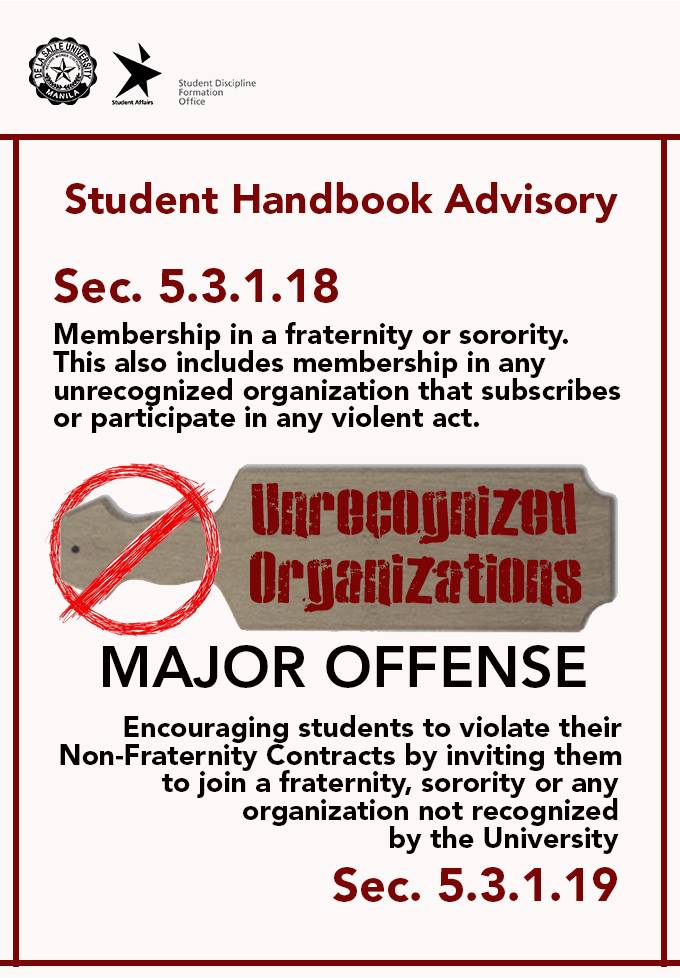 DE LA SALLE UNIVERSITY
MANILA
Student Affairs
Student Discipline
Formation
Office
Student Handbook Advisory
Sec. 5.3.1.18
Membership in a fraternity or sorority.
This also includes membership in any
unrecognized organization that subscribes
or participate in any violent act.
Unrecognized
Organizations
MAJOR OFFENSE
Encouraging students to violate their
Non-Fraternity Contracts by inviting them
to join a fraternity, sorority or any
organization not recognized
by the University
Sec. 5.3.1.19